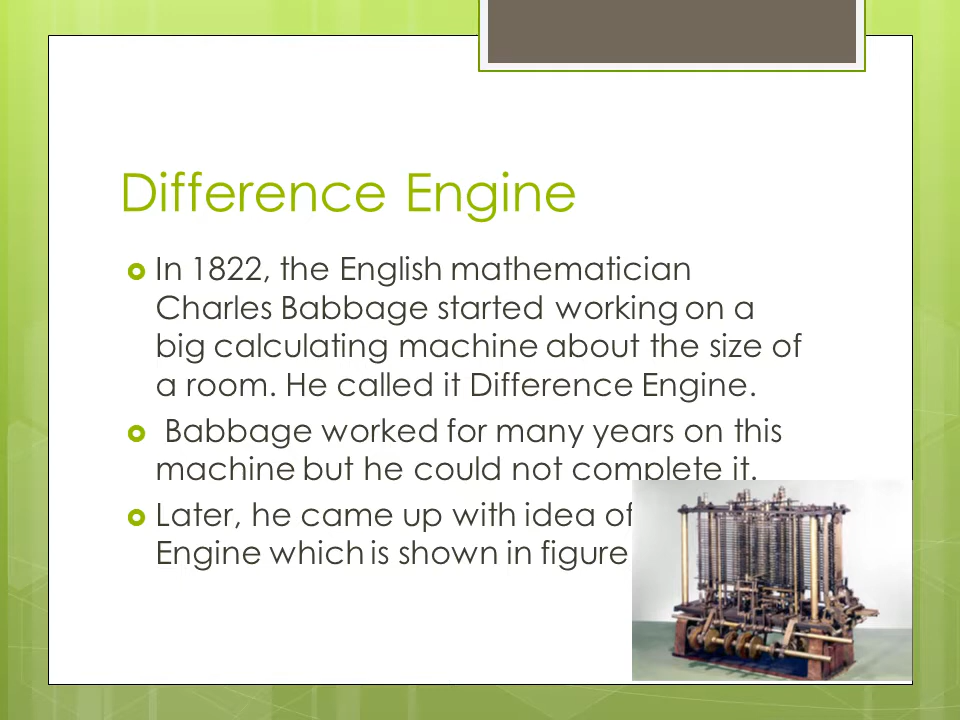 Difference Engine
In 1822, the English mathematician
Charles Babbage started working on a
big calculating machine about the size of
a room. He called it Difference Engine.
Babbage worked for many years on this
machine but he could not complete it.
Later, he came up with idea of
Engine which is shown in figure